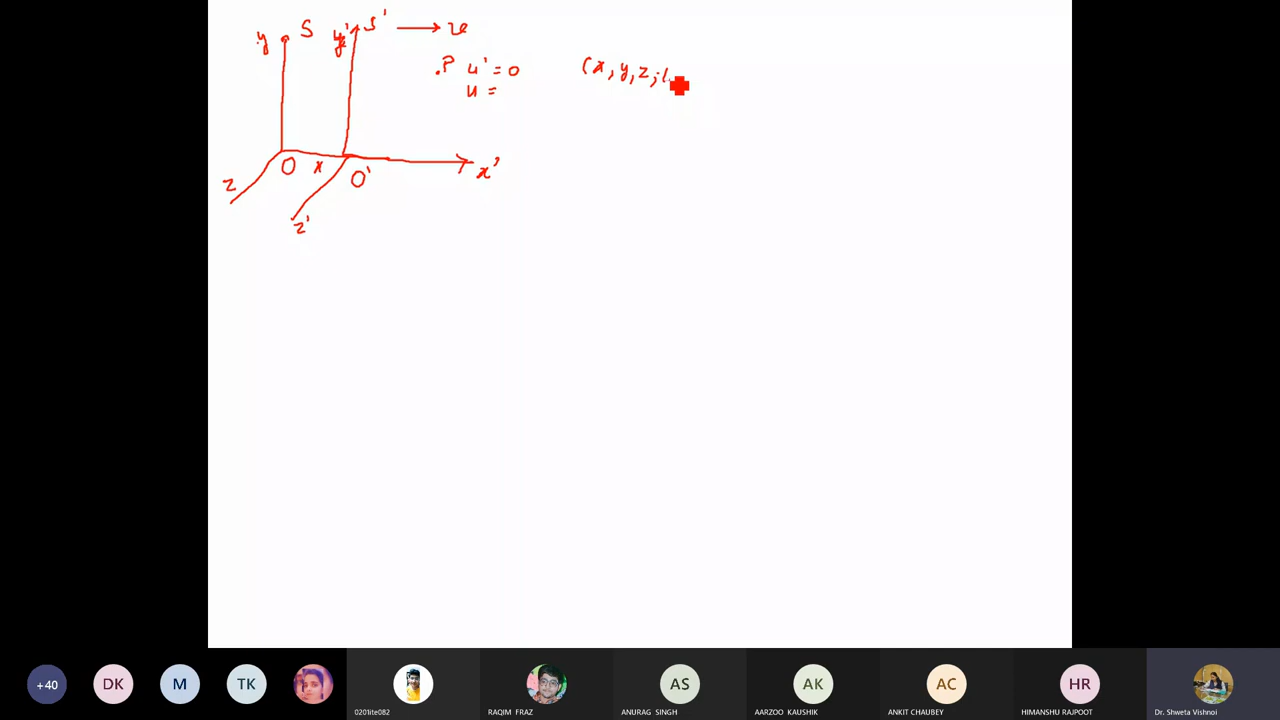 y S y' S' → v
.P u' = 0 (x, y, z, t
u =
O x O' x'
z
z'
+40 DK M TK AS AK AC HR
0201ite082 RAQIM FRAZ ANURAG SINGH AARZOO KAUSHIK ANKIT CHAUBEY HIMANSHU RAJPOOT Dr. Shweta Vishnoi